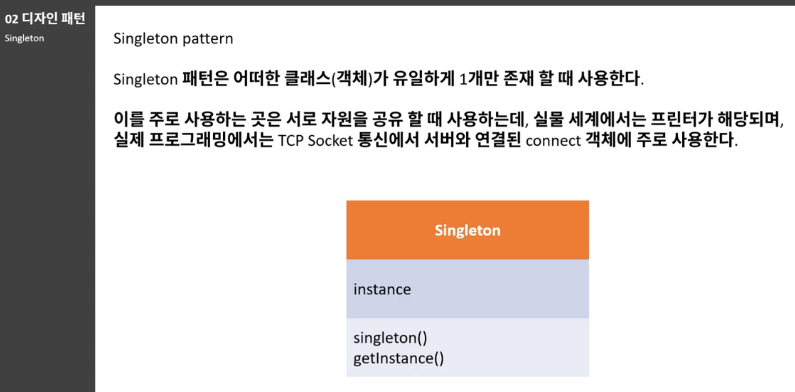 02 디자인 패턴
Singleton
Singleton pattern
Singleton 패턴은 어떠한 클래스(객체)가 유일하게 1개만 존재 할 때 사용한다.
이를 주로 사용하는 곳은 서로 자원을 공유 할 때 사용하는데, 실물 세계에서는 프린터가 해당되며,
실제 프로그래밍에서는 TCP Socket 통신에서 서버와 연결된 connect 객체에 주로 사용한다.
Singleton
instance
singleton()
getInstance()